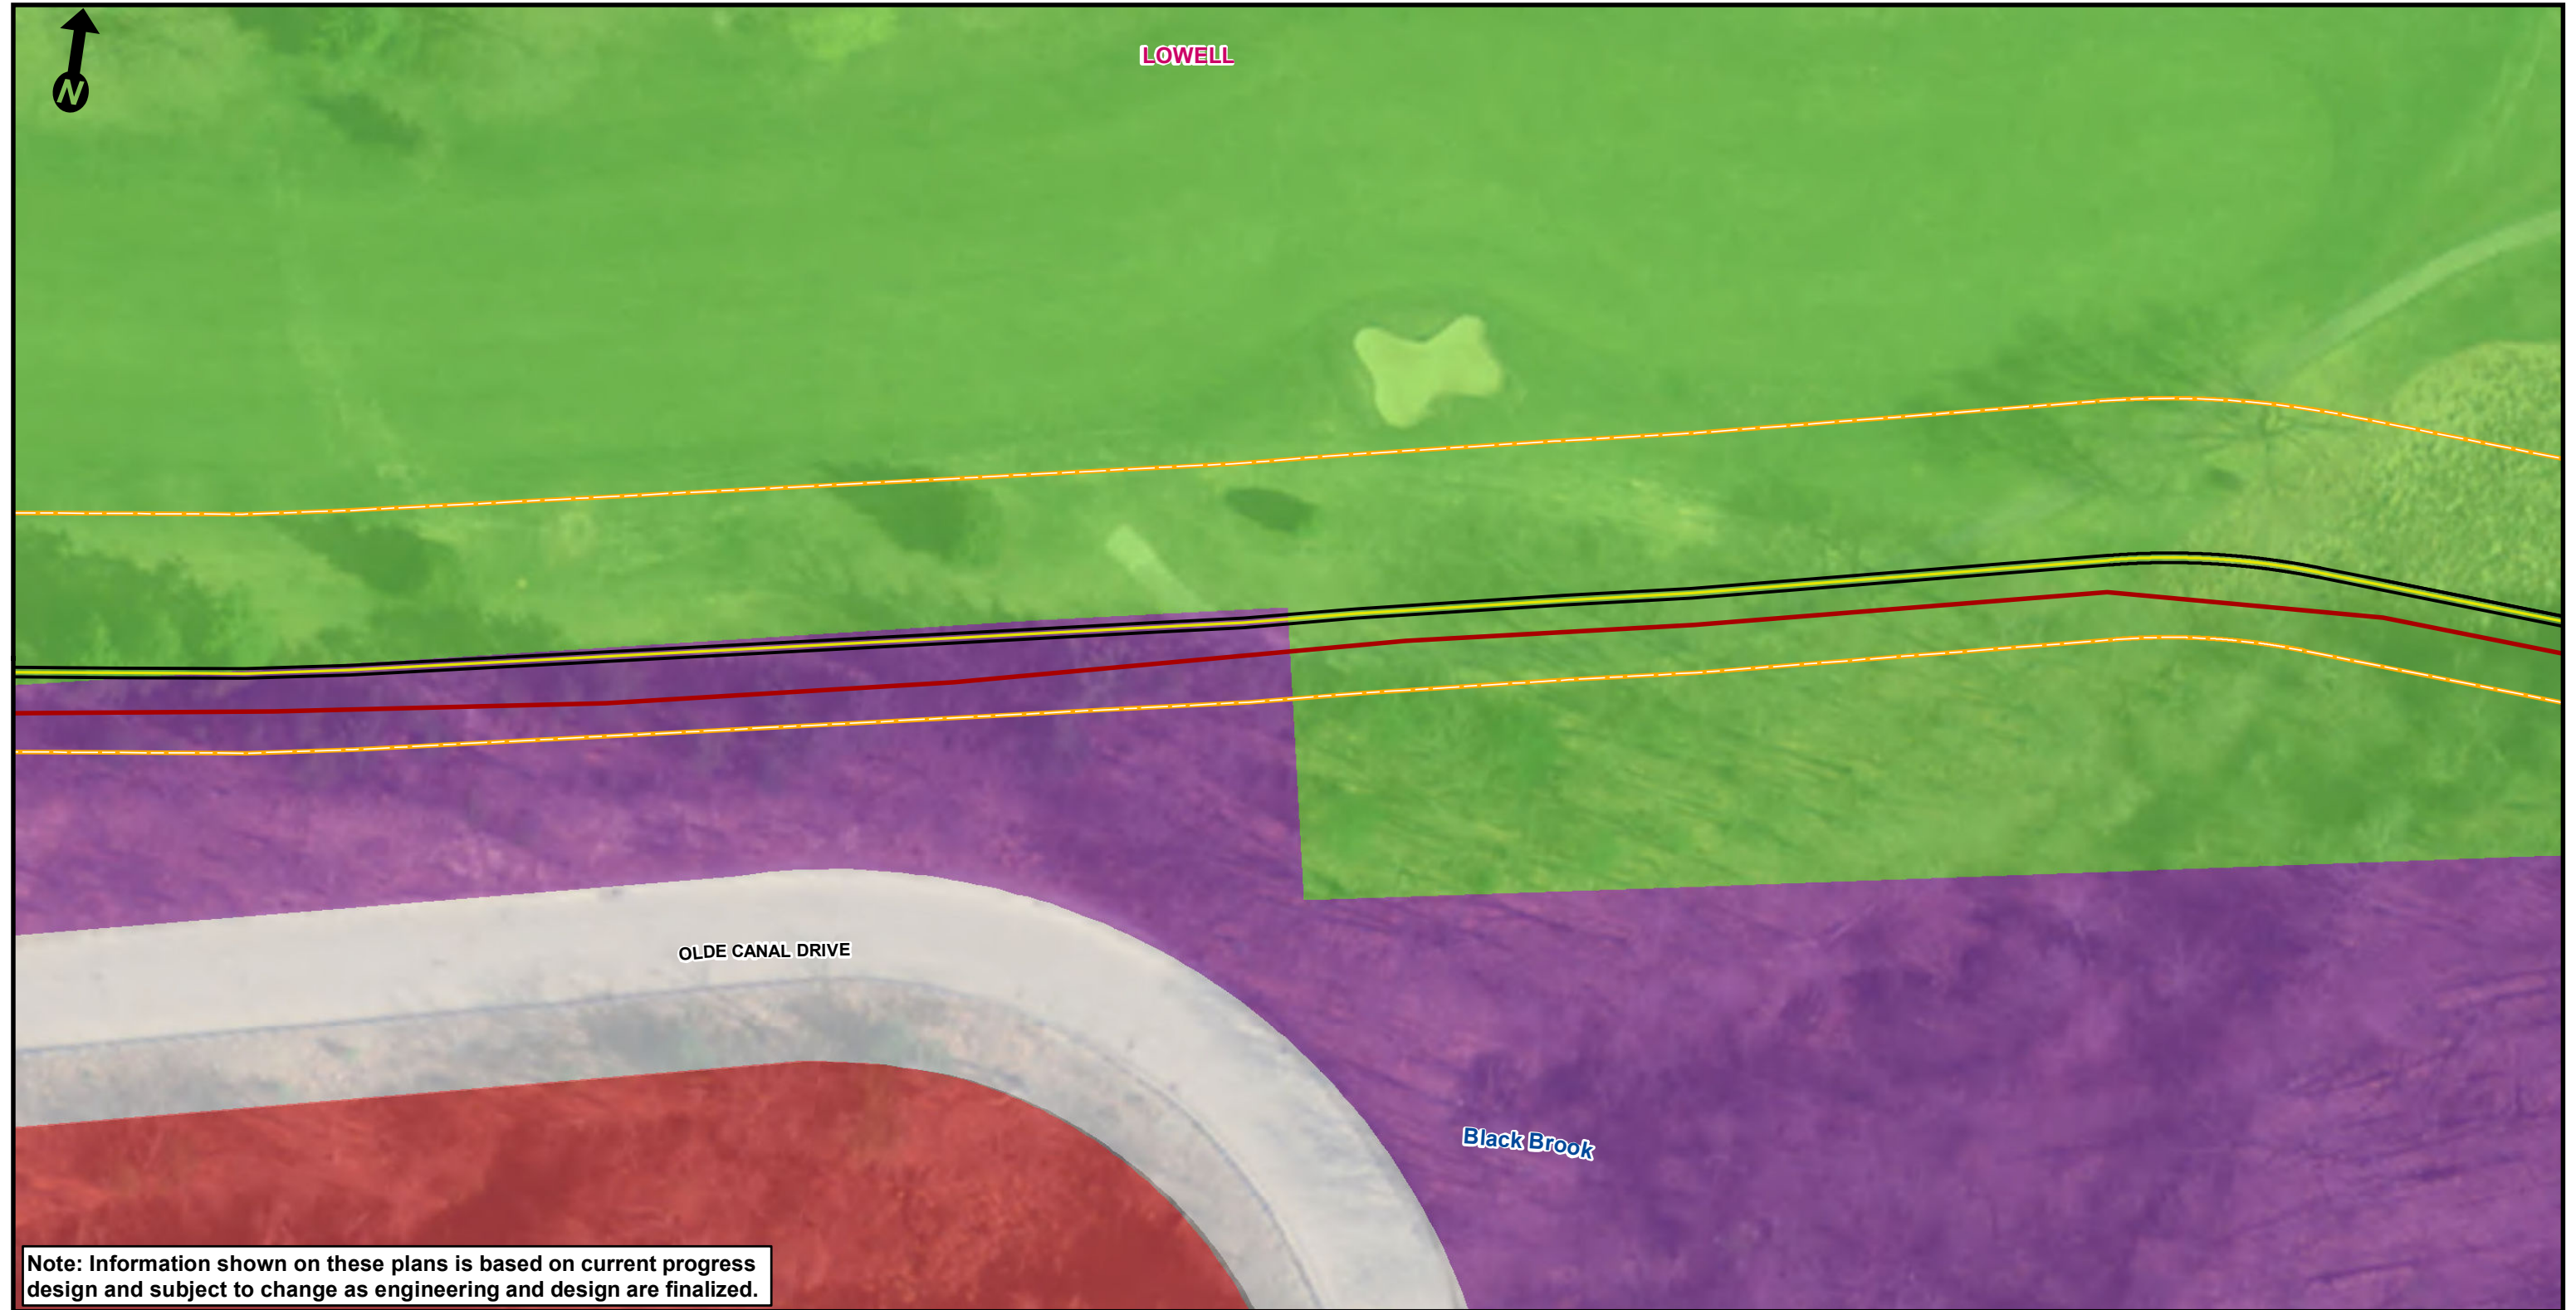 N
LOWELL
OLDE CANAL DRIVE
Black Brook
Note: Information shown on these plans is based on current progress
design and subject to change as engineering and design are finalized.